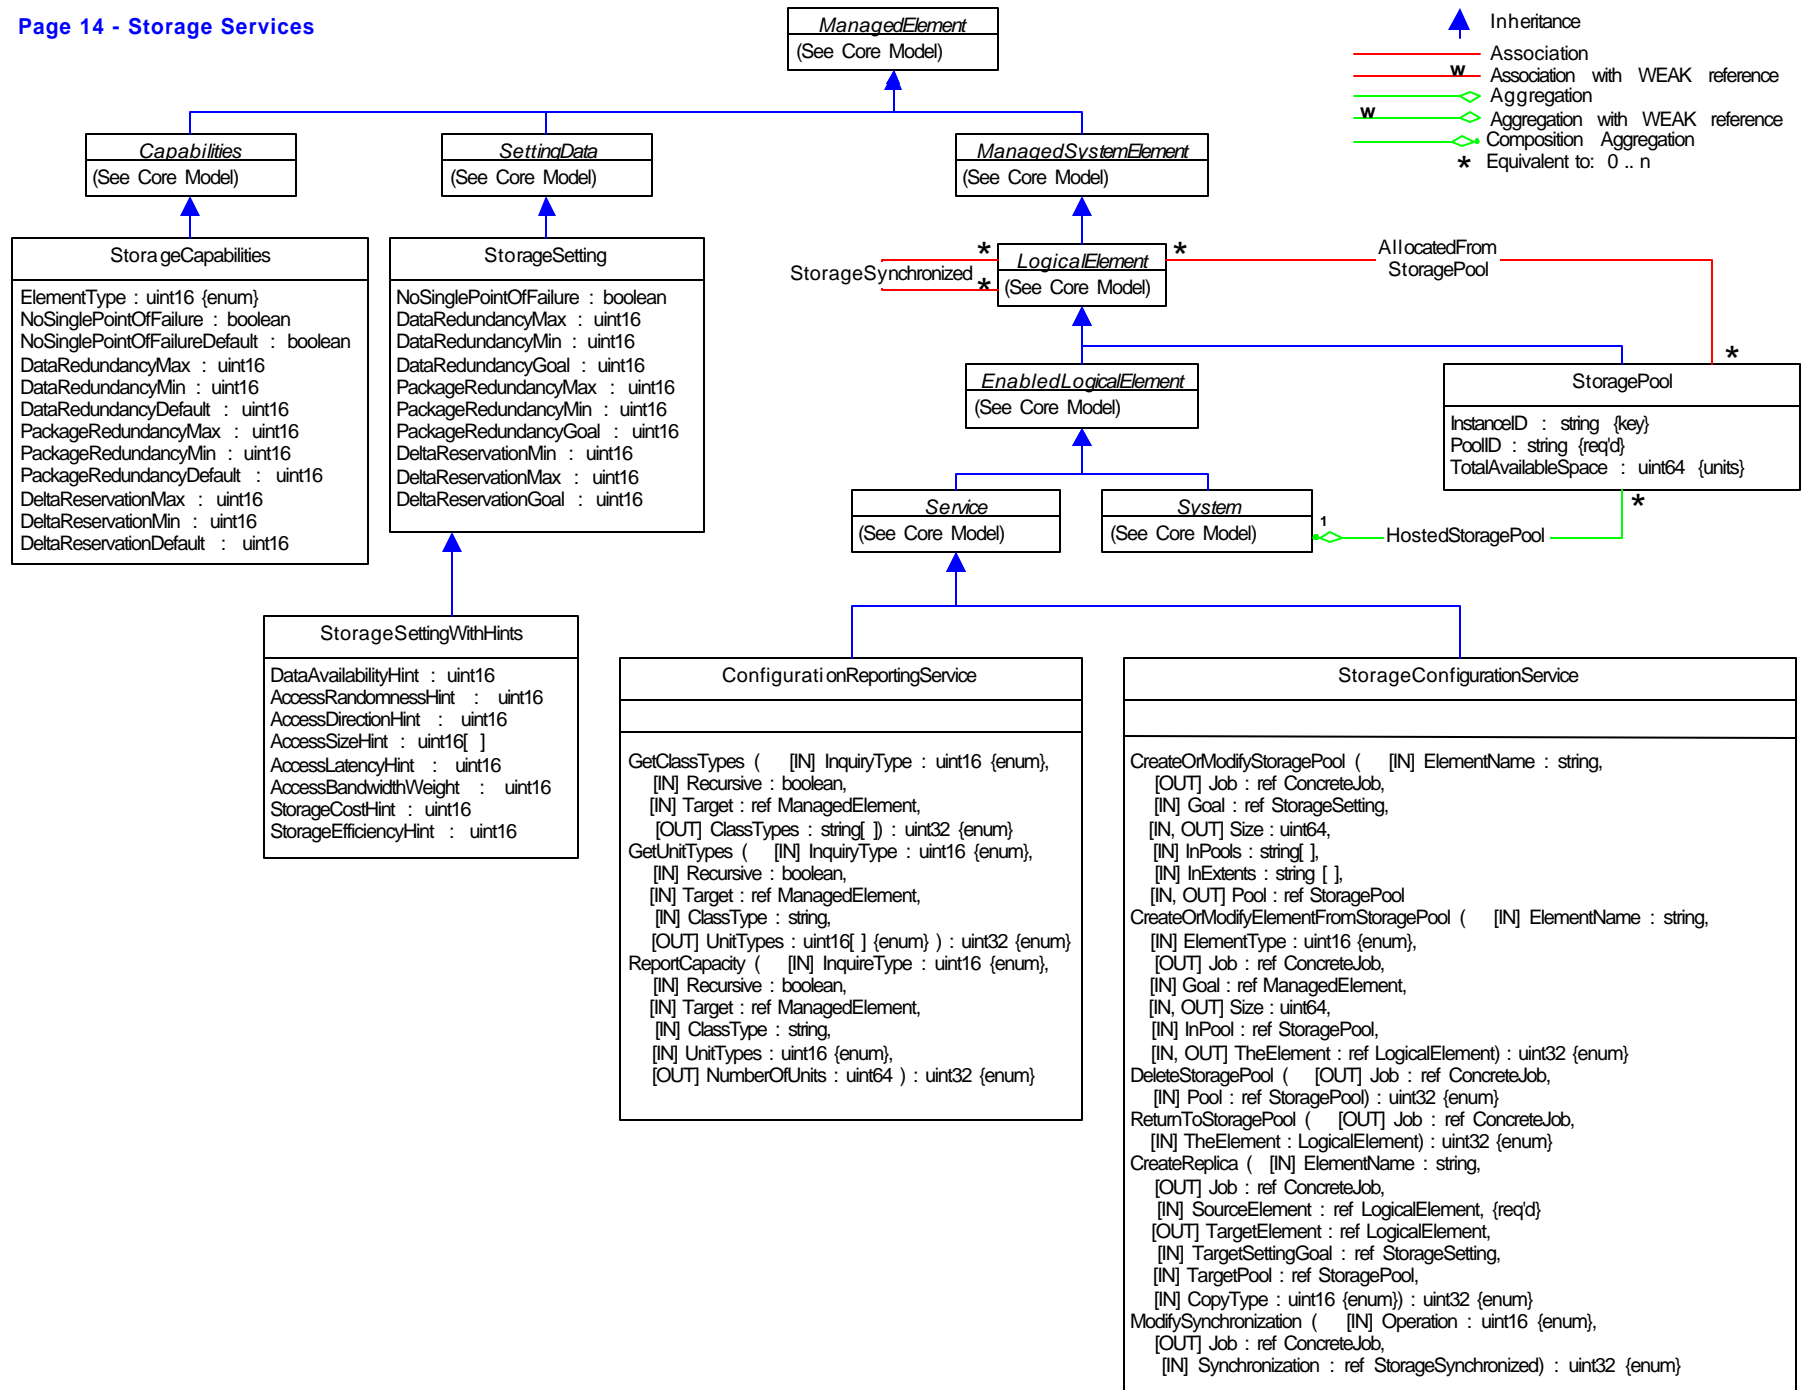 Page 14 - Storage Services
ManagedElement
(See Core Model)
Inheritance
Association
w
Association with WEAK reference
Aggregation
w
Aggregation with WEAK reference
Composition Aggregation
* Equivalent to: 0 .. n
Capabilities
(See Core Model)
SettingData
(See Core Model)
ManagedSystemElement
(See Core Model)
StorageCapabilities
ElementType : uint16 {enum}
NoSinglePointOfFailure : boolean
NoSinglePointOfFailureDefault : boolean
DataRedundancyMax : uint16
DataRedundancyMin : uint16
DataRedundancyDefault : uint16
PackageRedundancyMax : uint16
PackageRedundancyMin : uint16
PackageRedundancyDefault : uint16
DeltaReservationMax : uint16
DeltaReservationMin : uint16
DeltaReservationDefault : uint16
StorageSetting
NoSinglePointOfFailure : boolean
DataRedundancyMax : uint16
DataRedundancyMin : uint16
DataRedundancyGoal : uint16
PackageRedundancyMax : uint16
PackageRedundancyMin : uint16
PackageRedundancyGoal : uint16
DeltaReservationMin : uint16
DeltaReservationMax : uint16
DeltaReservationGoal : uint16
StorageSynchronized
*
*
LogicalElement
(See Core Model)
*
AllocatedFrom
StoragePool
*
EnabledLogicalElement
(See Core Model)
StoragePool
InstanceID : string {key}
PoolID : string {req'd}
TotalAvailableSpace : uint64 {units}
*
Service
(See Core Model)
System
(See Core Model)
1
HostedStoragePool
StorageSettingWithHints
DataAvailabilityHint : uint16
AccessRandomnessHint : uint16
AccessDirectionHint : uint16
AccessSizeHint : uint16[ ]
AccessLatencyHint : uint16
AccessBandwidthWeight : uint16
StorageCostHint : uint16
StorageEfficiencyHint : uint16
ConfigurationReportingService
GetClassTypes ( [IN] InquiryType : uint16 {enum},
[IN] Recursive : boolean,
[IN] Target : ref ManagedElement,
[OUT] ClassTypes : string[ ]) : uint32 {enum}
GetUnitTypes ( [IN] InquiryType : uint16 {enum},
[IN] Recursive : boolean,
[IN] Target : ref ManagedElement,
[IN] ClassType : string,
[OUT] UnitTypes : uint16[ ] {enum} ) : uint32 {enum}
ReportCapacity ( [IN] InquireType : uint16 {enum},
[IN] Recursive : boolean,
[IN] Target : ref ManagedElement,
[IN] ClassType : string,
[IN] UnitTypes : uint16 {enum},
[OUT] NumberOfUnits : uint64 ) : uint32 {enum}
StorageConfigurationService
CreateOrModifyStoragePool ( [IN] ElementName : string,
[OUT] Job : ref ConcreteJob,
[IN] Goal : ref StorageSetting,
[IN, OUT] Size : uint64,
[IN] InPools : string[ ],
[IN] InExtents : string [ ],
[IN, OUT] Pool : ref StoragePool
CreateOrModifyElementFromStoragePool ( [IN] ElementName : string,
[IN] ElementType : uint16 {enum},
[OUT] Job : ref ConcreteJob,
[IN] Goal : ref ManagedElement,
[IN, OUT] Size : uint64,
[IN] InPool : ref StoragePool,
[IN, OUT] TheElement : ref LogicalElement) : uint32 {enum}
DeleteStoragePool ( [OUT] Job : ref ConcreteJob,
[IN] Pool : ref StoragePool) : uint32 {enum}
ReturnToStoragePool ( [OUT] Job : ref ConcreteJob,
[IN] TheElement : LogicalElement) : uint32 {enum}
CreateReplica ( [IN] ElementName : string,
[OUT] Job : ref ConcreteJob,
[IN] SourceElement : ref LogicalElement, {req'd}
[OUT] TargetElement : ref LogicalElement,
[IN] TargetSettingGoal : ref StorageSetting,
[IN] TargetPool : ref StoragePool,
[IN] CopyType : uint16 {enum}) : uint32 {enum}
ModifySynchronization ( [IN] Operation : uint16 {enum},
[OUT] Job : ref ConcreteJob,
[IN] Synchronization : ref StorageSynchronized) : uint32 {enum}